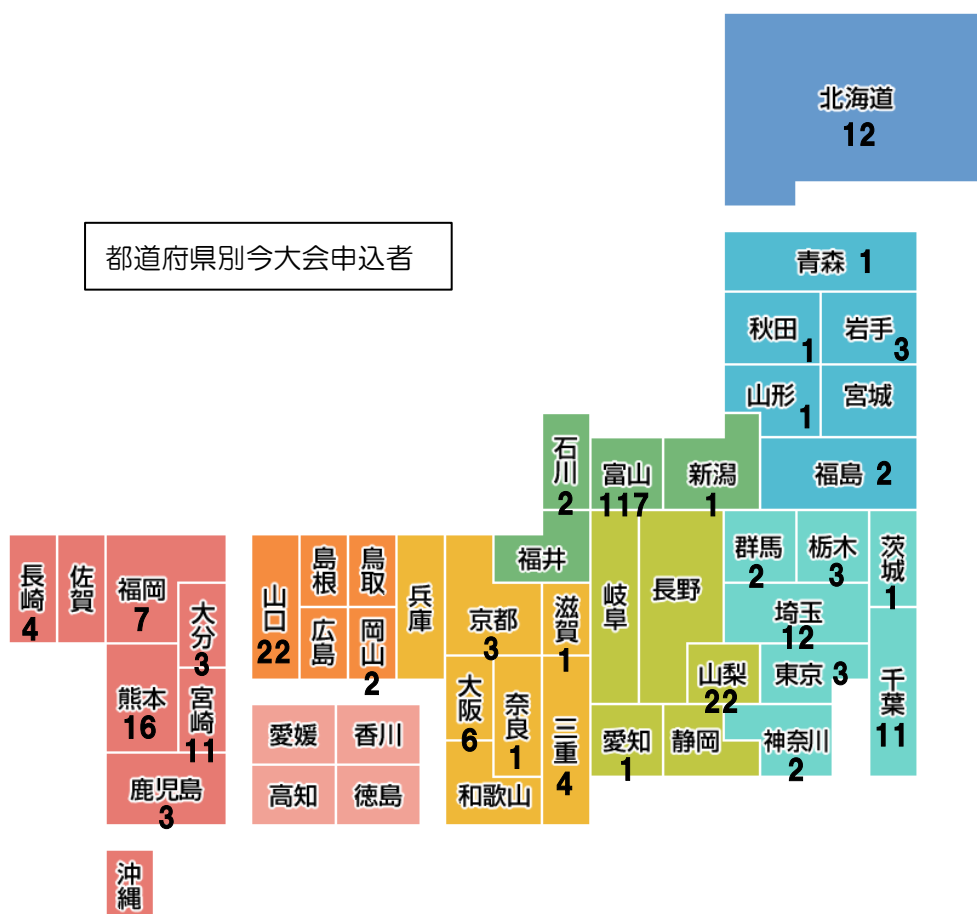 北海道
12
都道府県別今大会申込者
青森 1
秋田
1
岩手
3
山形
1
宮城
石川
2
富山
117
新潟
1
福島 2
福井
群馬
2
栃木
3
茨城
1
長崎
4
佐賀
福岡
7
大分
3
山口
22
島根
鳥取
広島
岡山
2
兵庫
京都
3
滋賀
1
岐阜
長野
埼玉
12
山梨
22
東京 3
千葉
11
熊本
16
宮崎
11
大阪
6
奈良
1
三重
4
愛知
1
静岡
神奈川
2
愛媛
香川
高知
徳島
和歌山
鹿児島
3
沖縄